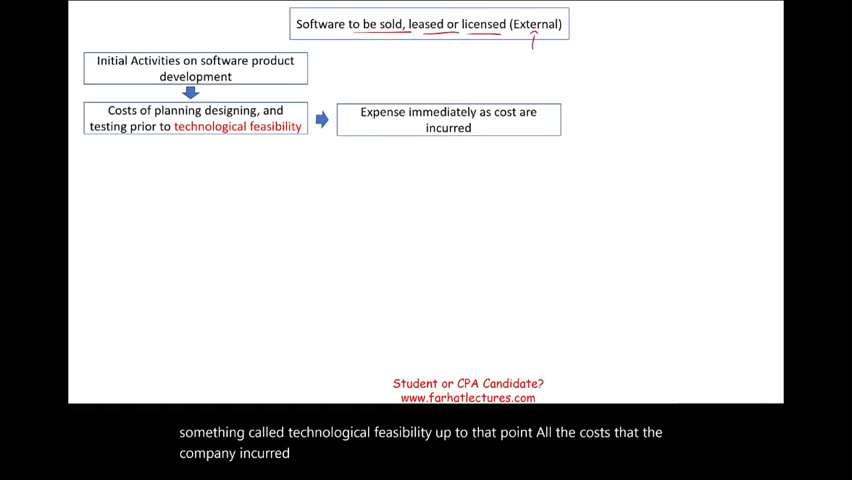 Software to be sold, leased or licensed (External)
Initial Activities on software product
development
Costs of planning designing, and
testing prior to technological feasibility
Expense immediately as cost are
incurred
Student or CPA Candidate?
www.farhatlectures.com
something called technological feasibility up to that point All the costs that the
company incurred